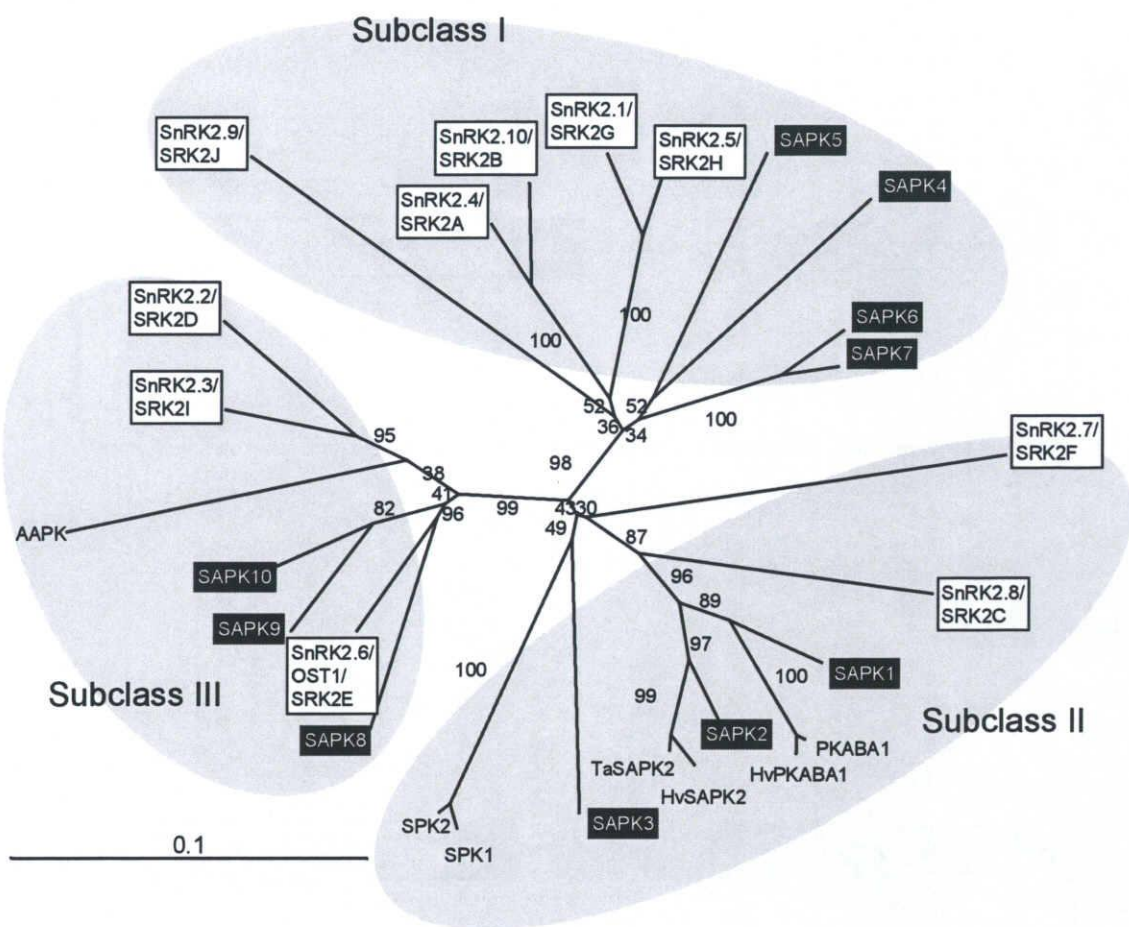 Subclass I
SnRK2.9/
SRK2J
SnRK2.10/
SRK2B
SnRK2.1/
SRK2G
SnRK2.5/
SRK2H
SAPK5
SAPK4
SnRK2.4/
SRK2A
SnRK2.2/
SRK2D
SAPK6
SAPK7
100
100
100
SnRK2.3/
SRK2I
52
52
36
34
SnRK2.7/
SRK2F
95
38
41
98
99
43
30
AAPK
82
96
49
87
SAPK10
96
89
SnRK2.8/
SRK2C
SAPK9
SnRK2.6/
OST1/
SRK2E
97
100
SAPK1
Subclass III
100
99
SAPK8
SAPK2
Subclass II
TaSAPK2
HvSAPK2
PKABA1
HvPKABA1
SPK2
SPK1
SAPK3
0.1